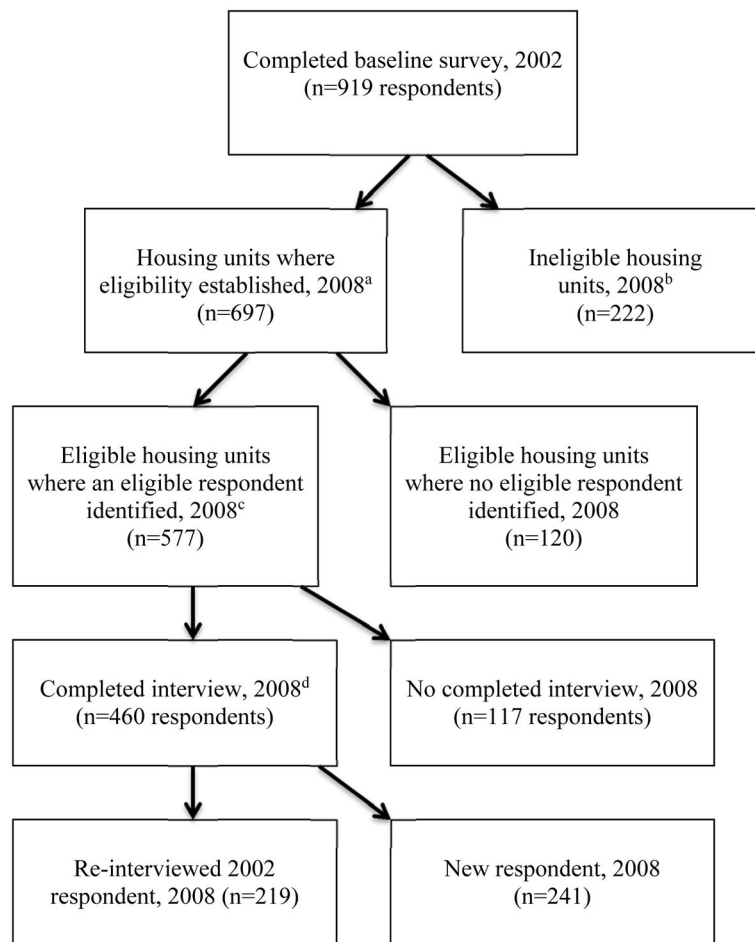 Completed baseline survey, 2002
(n=919 respondents)
Housing units where
eligibility established, 2008ᵃ
(n=697)
Ineligible housing
units, 2008ᵇ
(n=222)
Eligible housing units
where an eligible respondent
identified, 2008ᶜ
(n=577)
Eligible housing units
where no eligible respondent
identified, 2008
(n=120)
Completed interview, 2008ᵈ
(n=460 respondents)
No completed interview, 2008
(n=117 respondents)
Re-interviewed 2002
respondent, 2008 (n=219)
New respondent, 2008
(n=241)